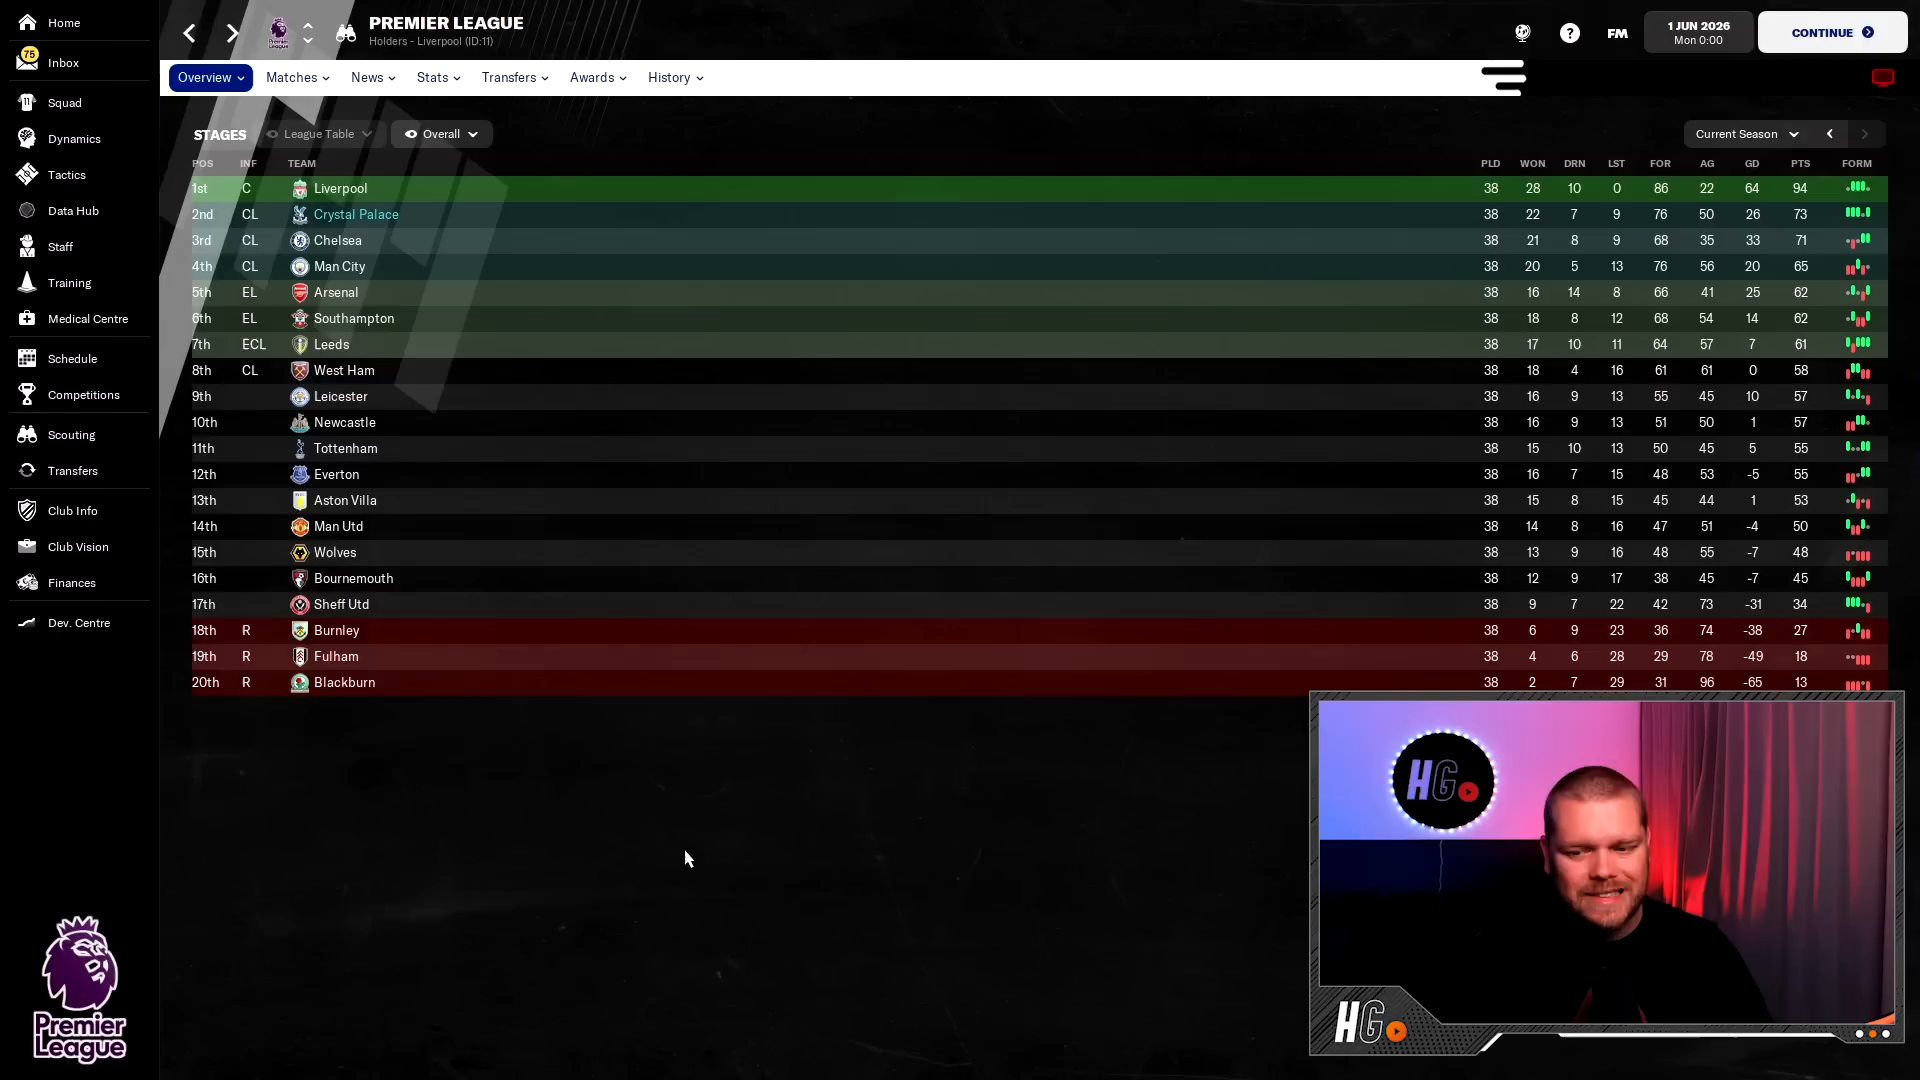 Home
75
Inbox
Squad
Dynamics
Tactics
Data Hub
Staff
Training
Medical Centre
Schedule
Competitions
Scouting
Transfers
Club Info
Club Vision
Finances
Dev. Centre
Premier
League
PREMIER LEAGUE
Holders - Liverpool (ID:11)
? FM
1 JUN 2026
Mon 0:00
CONTINUE
Overview Matches News Stats Transfers Awards History
STAGES League Table Overall Current Season
POS INF TEAM PLD WON DRN LST FOR AG GD PTS FORM
1st C Liverpool 38 28 10 0 86 22 64 94
2nd CL Crystal Palace 38 22 7 9 76 50 26 73
3rd CL Chelsea 38 21 8 9 68 35 33 71
4th CL Man City 38 20 5 13 76 56 20 65
5th EL Arsenal 38 16 14 8 66 41 25 62
6th EL Southampton 38 18 8 12 68 54 14 62
7th ECL Leeds 38 17 10 11 64 57 7 61
8th CL West Ham 38 18 4 16 61 61 0 58
9th Leicester 38 16 9 13 55 45 10 57
10th Newcastle 38 16 9 13 51 50 1 57
11th Tottenham 38 15 10 13 50 45 5 55
12th Everton 38 16 7 15 48 53 -5 55
13th Aston Villa 38 15 8 15 45 44 1 53
14th Man Utd 38 14 8 16 47 51 -4 50
15th Wolves 38 13 9 16 48 55 -7 48
16th Bournemouth 38 12 9 17 38 45 -7 45
17th Sheff Utd 38 9 7 22 42 73 -31 34
18th R Burnley 38 6 9 23 36 74 -38 27
19th R Fulham 38 4 6 28 29 78 -49 18
20th R Blackburn 38 2 7 29 31 96 -65 13
HG
HG